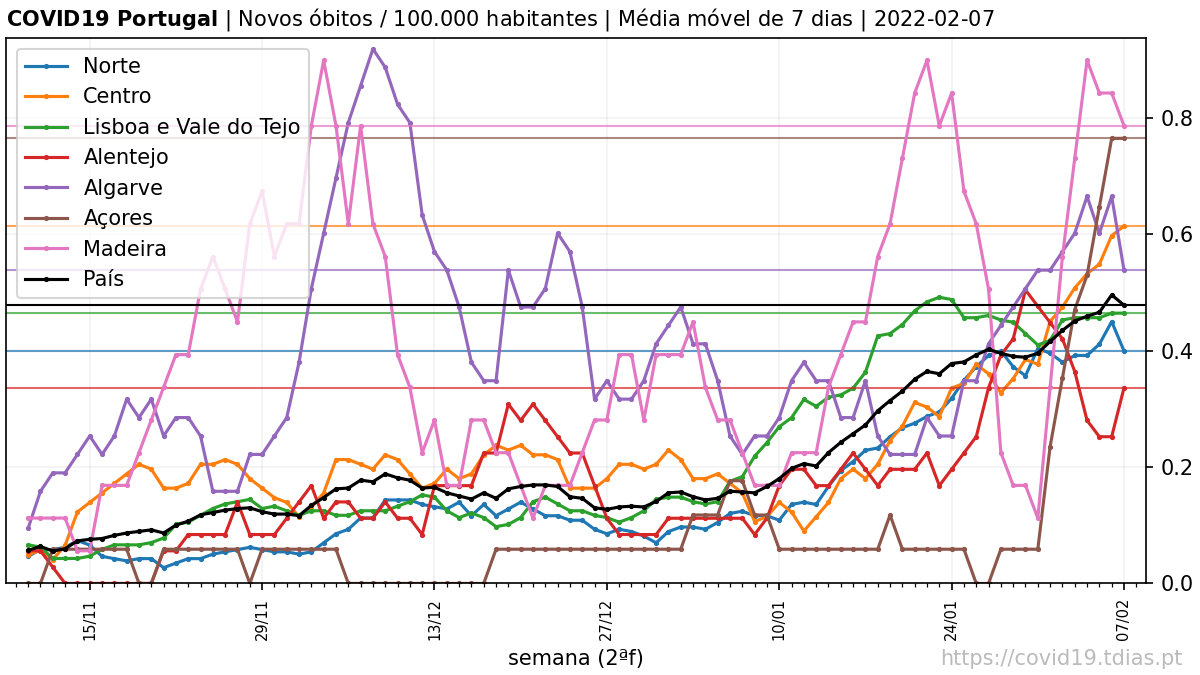 COVID19 Portugal | Novos óbitos / 100.000 habitantes | Média móvel de 7 dias | 2022-02-07
Norte
Centro
Lisboa e Vale do Tejo
Alentejo
Algarve
Açores
Madeira
País
0.8
0.6
0.4
0.2
0.0
15/11
29/11
13/12
27/12
10/01
24/01
07/02
semana (2ªf)
https://covid19.tdias.pt